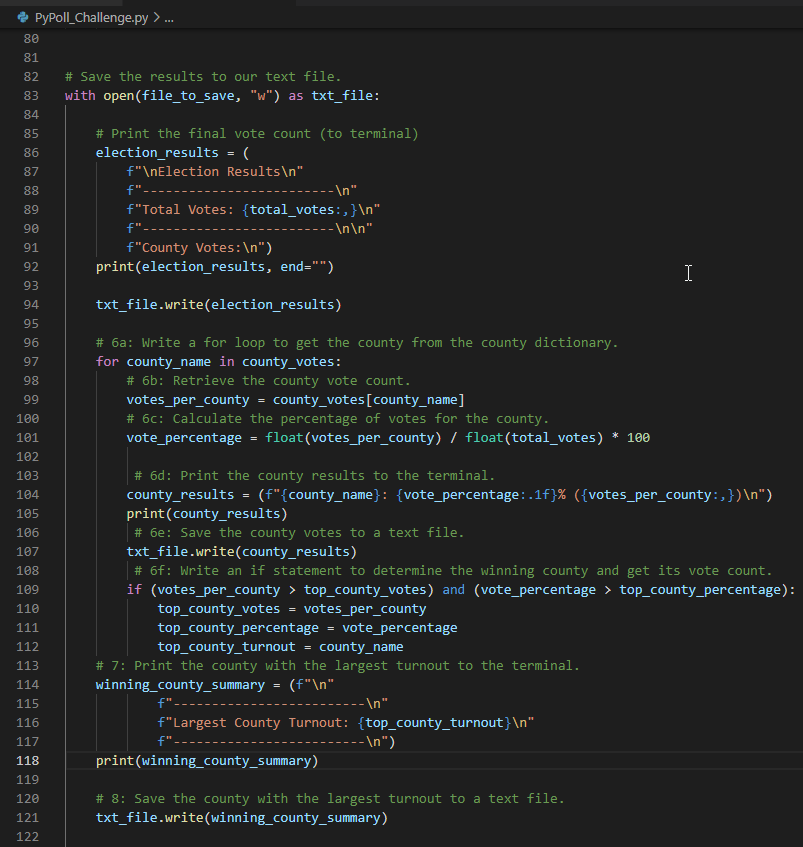 PyPoll_Challenge.py > ...
80
81
82 # Save the results to our text file.
83 with open(file_to_save, "w") as txt_file:
84
85 # Print the final vote count (to terminal)
86 election_results = (
87 f"\nElection Results\n"
88 f"-------------------------\n"
89 f"Total Votes: {total_votes:,}\n"
90 f"-------------------------\n\n"
91 f"County Votes:\n")
92 print(election_results, end="")
93
94 txt_file.write(election_results)
95
96 # 6a: Write a for loop to get the county from the county dictionary.
97 for county_name in county_votes:
98 # 6b: Retrieve the county vote count.
99 votes_per_county = county_votes[county_name]
100 # 6c: Calculate the percentage of votes for the county.
101 vote_percentage = float(votes_per_county) / float(total_votes) * 100
102
103 # 6d: Print the county results to the terminal.
104 county_results = (f"{county_name}: {vote_percentage:.1f}% ({votes_per_county:,})\n")
105 print(county_results)
106 # 6e: Save the county votes to a text file.
107 txt_file.write(county_results)
108 # 6f: Write an if statement to determine the winning county and get its vote count.
109 if (votes_per_county > top_county_votes) and (vote_percentage > top_county_percentage):
110 top_county_votes = votes_per_county
111 top_county_percentage = vote_percentage
112 top_county_turnout = county_name
113 # 7: Print the county with the largest turnout to the terminal.
114 winning_county_summary = (f"\n"
115 f"-------------------------\n"
116 f"Largest County Turnout: {top_county_turnout}\n"
117 f"-------------------------\n")
118 print(winning_county_summary)
119
120 # 8: Save the county with the largest turnout to a text file.
121 txt_file.write(winning_county_summary)
122